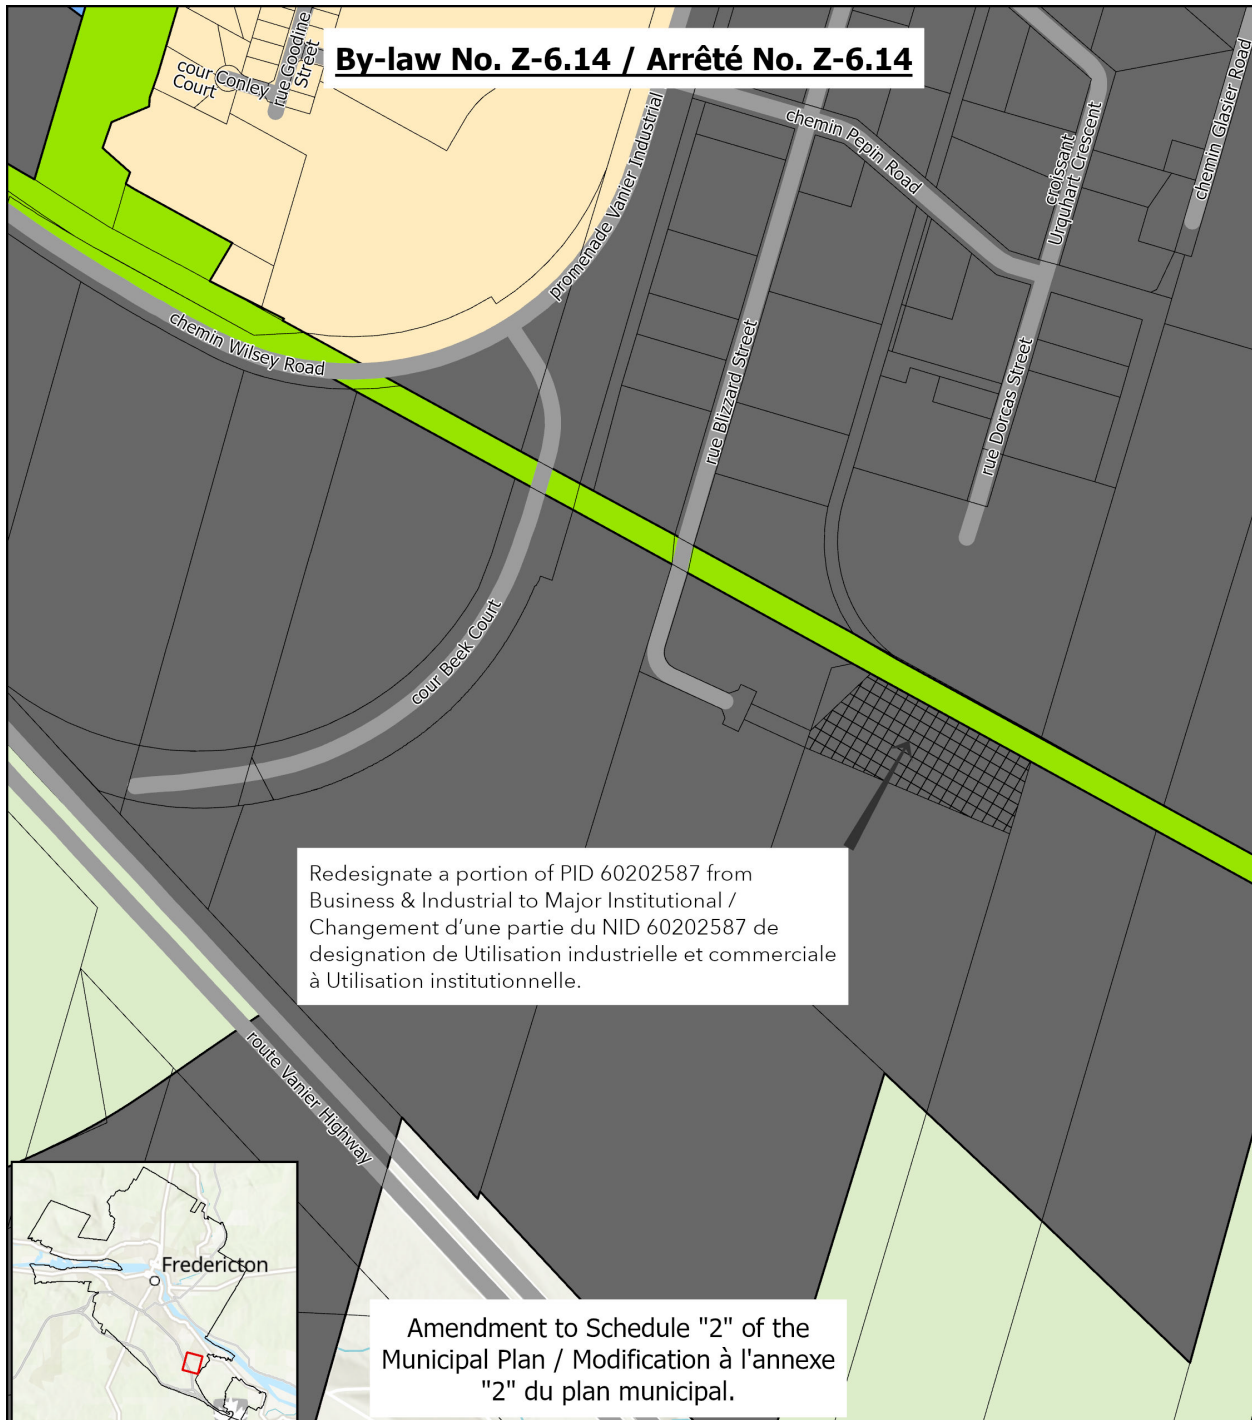 By-law No. Z-6.14 / Arrêté No. Z-6.14
cour Conley
Court
rue Goodine
Street
promenade Vanier Industrial
chemin Pepin Road
croissant
Urquhart Crescent
chemin Glasier Road
chemin Wilsey Road
rue Blizzard Street
rue Dorcas Street
cour Beek Court
Redesignate a portion of PID 60202587 from
Business & Industrial to Major Institutional /
Changement d'une partie du NID 60202587 de
designation de Utilisation industrielle et commerciale
à Utilisation institutionnelle.
route Vanier Highway
Fredericton
Amendment to Schedule "2" of the
Municipal Plan / Modification à l'annexe
"2" du plan municipal.